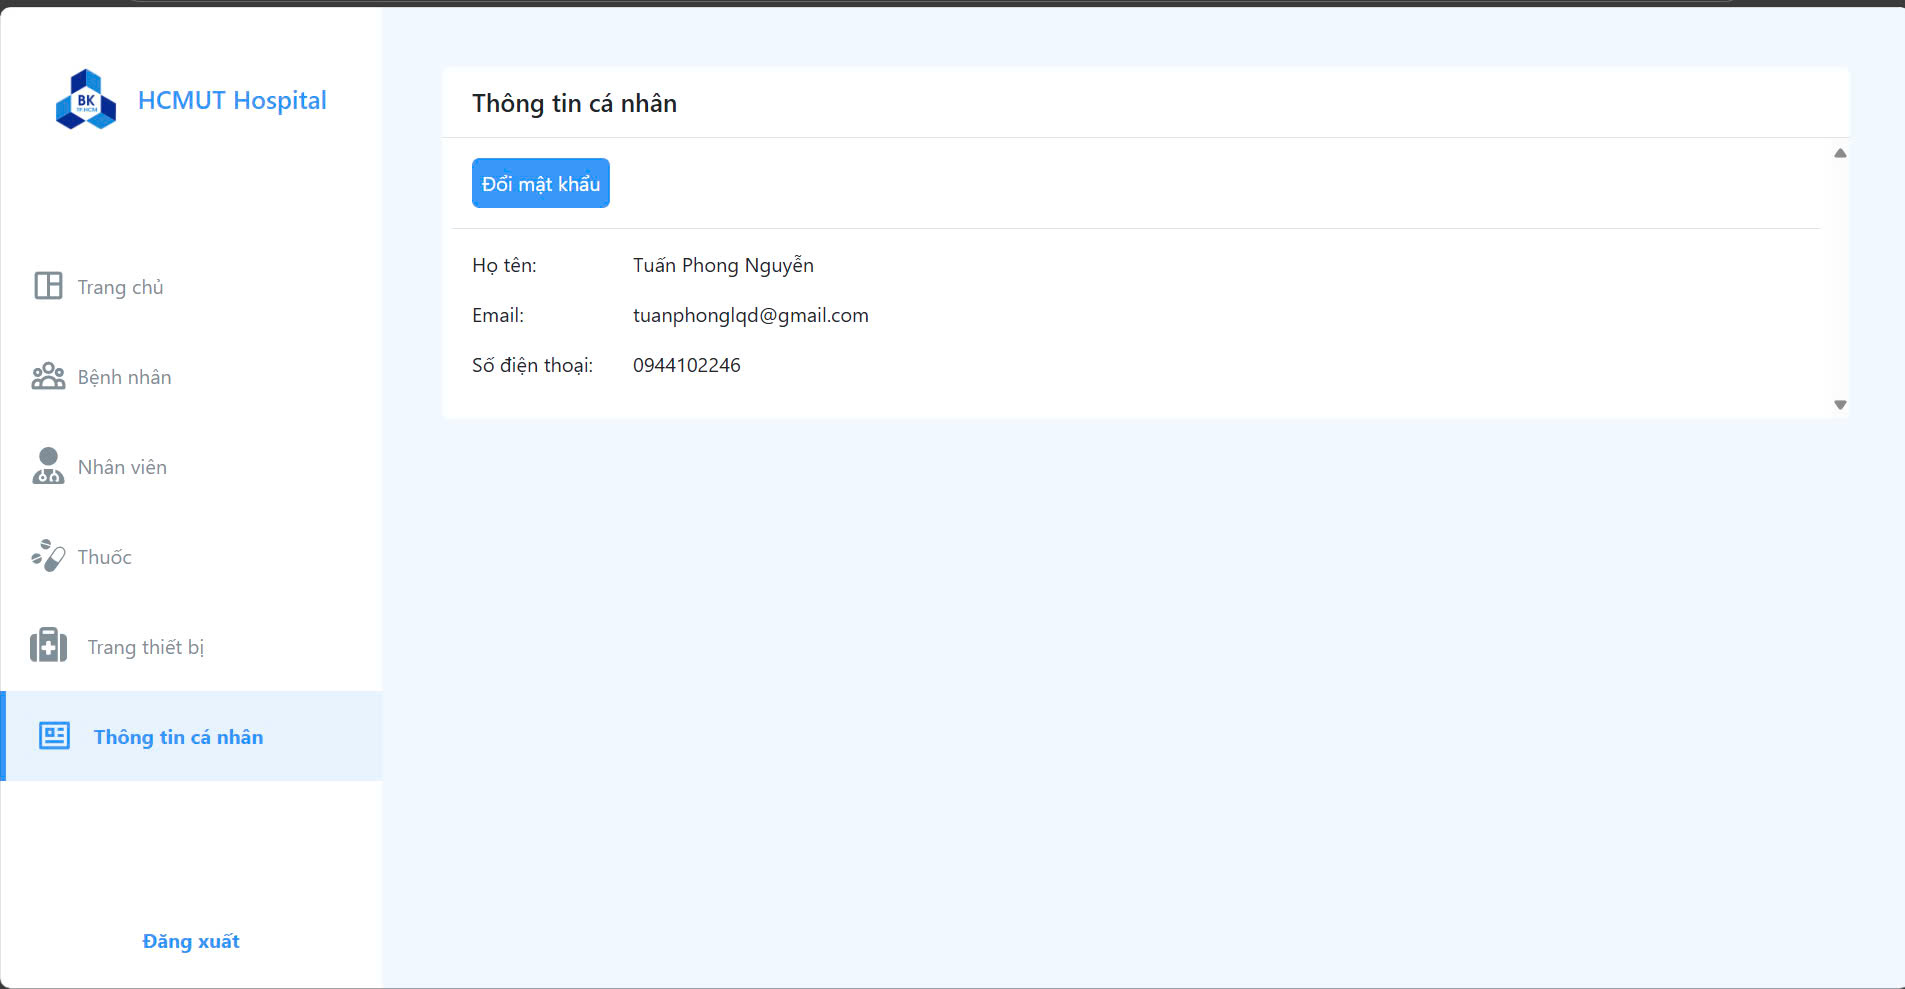 BK
TP.HCM
HCMUT Hospital
Trang chủ
Bệnh nhân
Nhân viên
Thuốc
Trang thiết bị
Thông tin cá nhân
Đăng xuất
Thông tin cá nhân
Đổi mật khẩu
Họ tên: Tuấn Phong Nguyễn
Email: tuanphonglqd@gmail.com
Số điện thoại: 0944102246